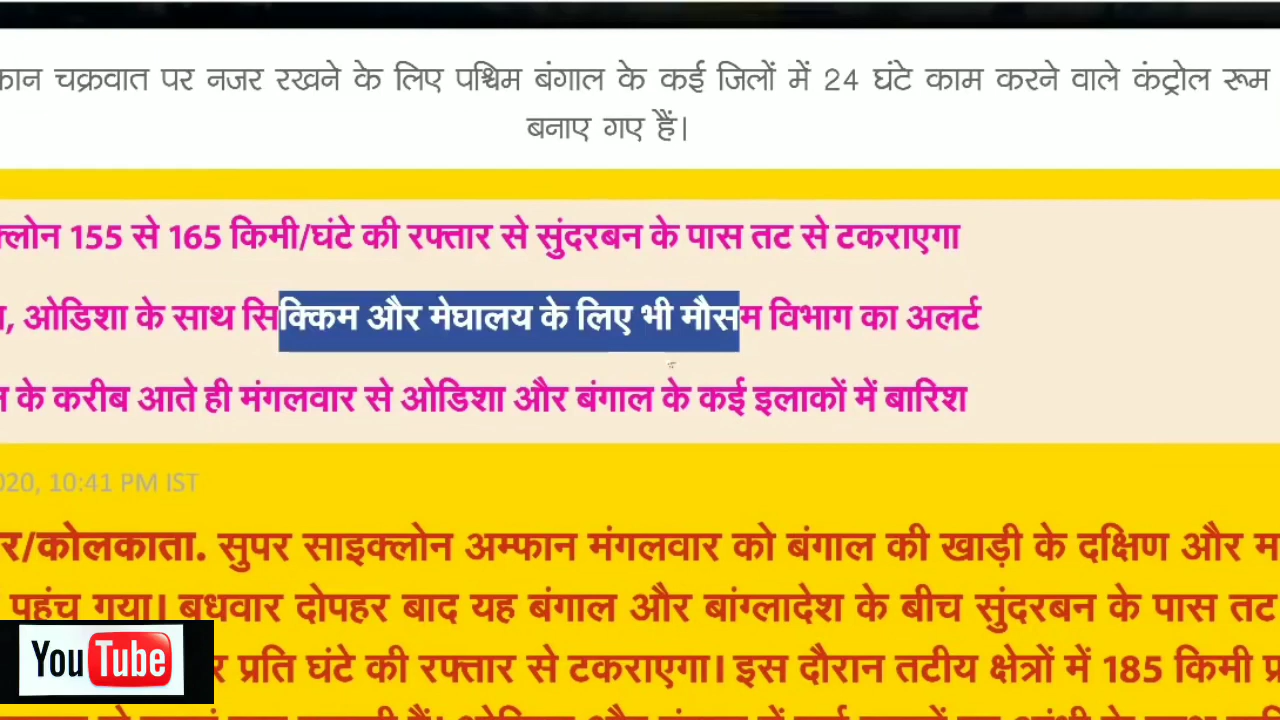 कान चक्रवात पर नजर रखने के लिए पश्चिम बंगाल के कई जिलों में 24 घंटे काम करने वाले कंट्रोल रूम
बनाए गए हैं।
क्लोन 155 से 165 किमी/घंटे की रफ्तार से सुंदरबन के पास तट से टकराएगा
, ओडिशा के साथ सिक्किम और मेघालय के लिए भी मौसम विभाग का अलर्ट
के करीब आते ही मंगलवार से ओडिशा और बंगाल के कई इलाकों में बारिश
020, 10:41 PM IST
र/कोलकाता. सुपर साइक्लोन अम्फान मंगलवार को बंगाल की खाड़ी के दक्षिण और म
पहुंच गया। बुधवार दोपहर बाद यह बंगाल और बांग्लादेश के बीच सुंदरबन के पास तट
प्रति घंटे की रफ्तार से टकराएगा। इस दौरान तटीय क्षेत्रों में 185 किमी प्र
YouTube